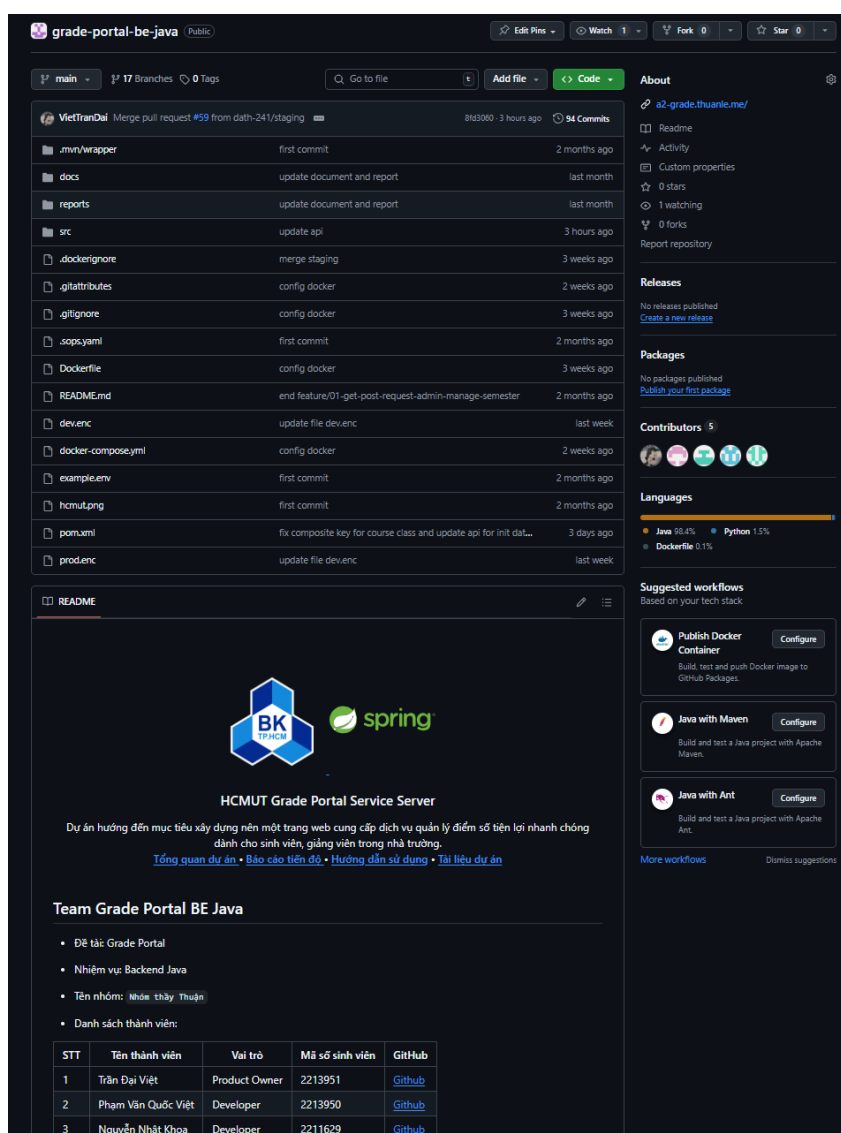 grade-portal-be-java Public
Edit Pins Watch 1 Fork 0 Star 0
main 17 Branches 0 Tags Go to file t Add file Code
VietTranDai Merge pull request #59 from dath-241/staging 8fd3060 · 3 hours ago 94 Commits
.mvn/wrapper first commit 2 months ago
docs update document and report last month
reports update document and report last month
src update api 3 hours ago
.dockerignore merge staging 3 weeks ago
.gitattributes config docker 2 weeks ago
.gitignore config docker 3 weeks ago
.sops.yaml first commit 2 months ago
Dockerfile config docker 3 weeks ago
README.md end feature/01-get-post-request-admin-manage-semester 2 months ago
dev.enc update file dev.enc last week
docker-compose.yml config docker 2 weeks ago
example.env first commit 2 months ago
hcmut.png first commit 2 months ago
pom.xml fix composite key for course class and update api for init dat... 3 days ago
prod.enc update file dev.enc last week
README
BK
TP.HCM
spring
HCMUT Grade Portal Service Server
Dự án hướng đến mục tiêu xây dựng nên một trang web cung cấp dịch vụ quản lý điểm số tiện lợi nhanh chóng
dành cho sinh viên, giảng viên trong nhà trường.
Tổng quan dự án • Báo cáo tiến độ • Hướng dẫn sử dụng • Tài liệu dự án
Team Grade Portal BE Java
• Đề tài: Grade Portal
• Nhiệm vụ: Backend Java
• Tên nhóm: Nhóm thầy Thuận
• Danh sách thành viên:
STT Tên thành viên Vai trò Mã số sinh viên GitHub
1 Trần Đại Việt Product Owner 2213951 Github
2 Phạm Văn Quốc Việt Developer 2213950 Github
3 Nguyễn Nhật Khoa Developer 2211629 Github
About
a2-grade.thuanle.me/
Readme
Activity
Custom properties
0 stars
1 watching
0 forks
Report repository
Releases
No releases published
Create a new release
Packages
No packages published
Publish your first package
Contributors 5
Languages
Java 98.4% Python 1.5%
Dockerfile 0.1%
Suggested workflows
Based on your tech stack
Publish Docker
Container
Configure
Build, test and push Docker image to
GitHub Packages.
Java with Maven
Configure
Build and test a Java project with Apache
Maven.
Java with Ant
Configure
Build and test a Java project with Apache
Ant.
More workflows Dismiss suggestions